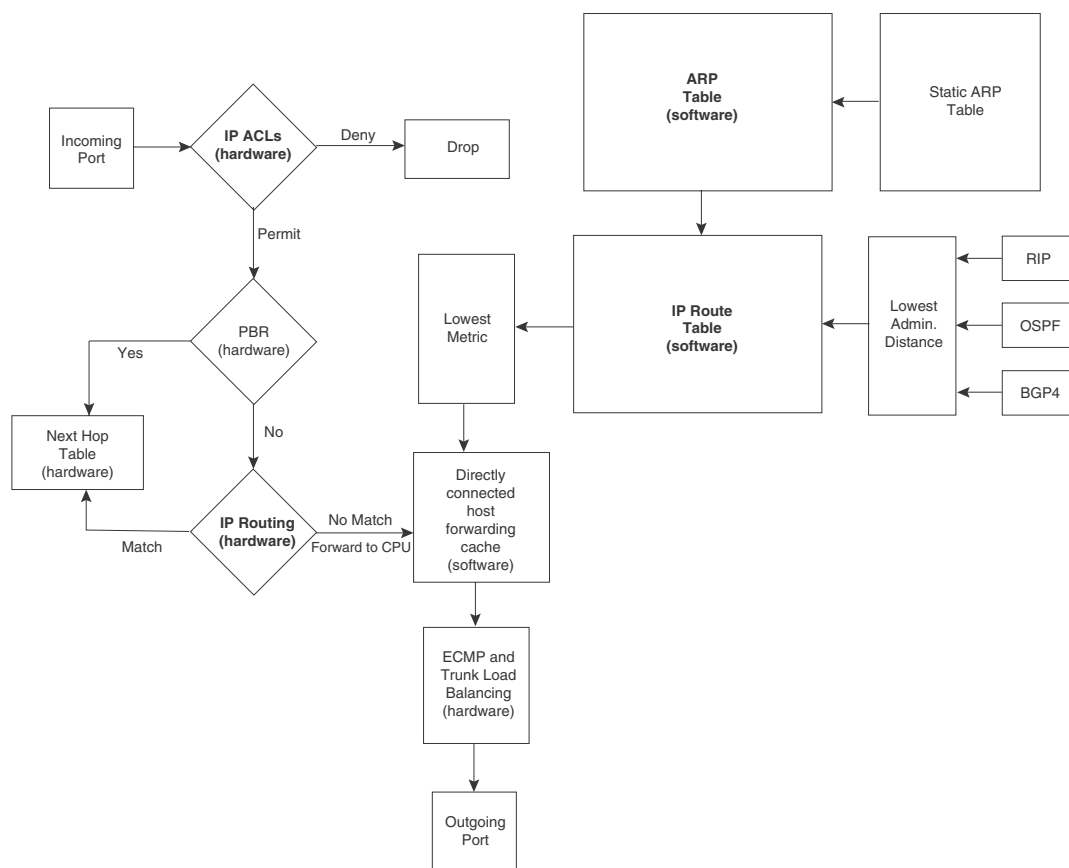 Incoming
Port
IP ACLs
(hardware)
Deny
Drop
Permit
PBR
(hardware)
Yes
No
Next Hop
Table
(hardware)
Match
IP Routing
(hardware)
No Match
Forward to CPU
ARP
Table
(software)
Static ARP
Table
IP Route
Table
(software)
Lowest
Admin.
Distance
RIP
OSPF
BGP4
Lowest
Metric
Directly
connected
host
forwarding
cache
(software)
ECMP and
Trunk Load
Balancing
(hardware)
Outgoing
Port